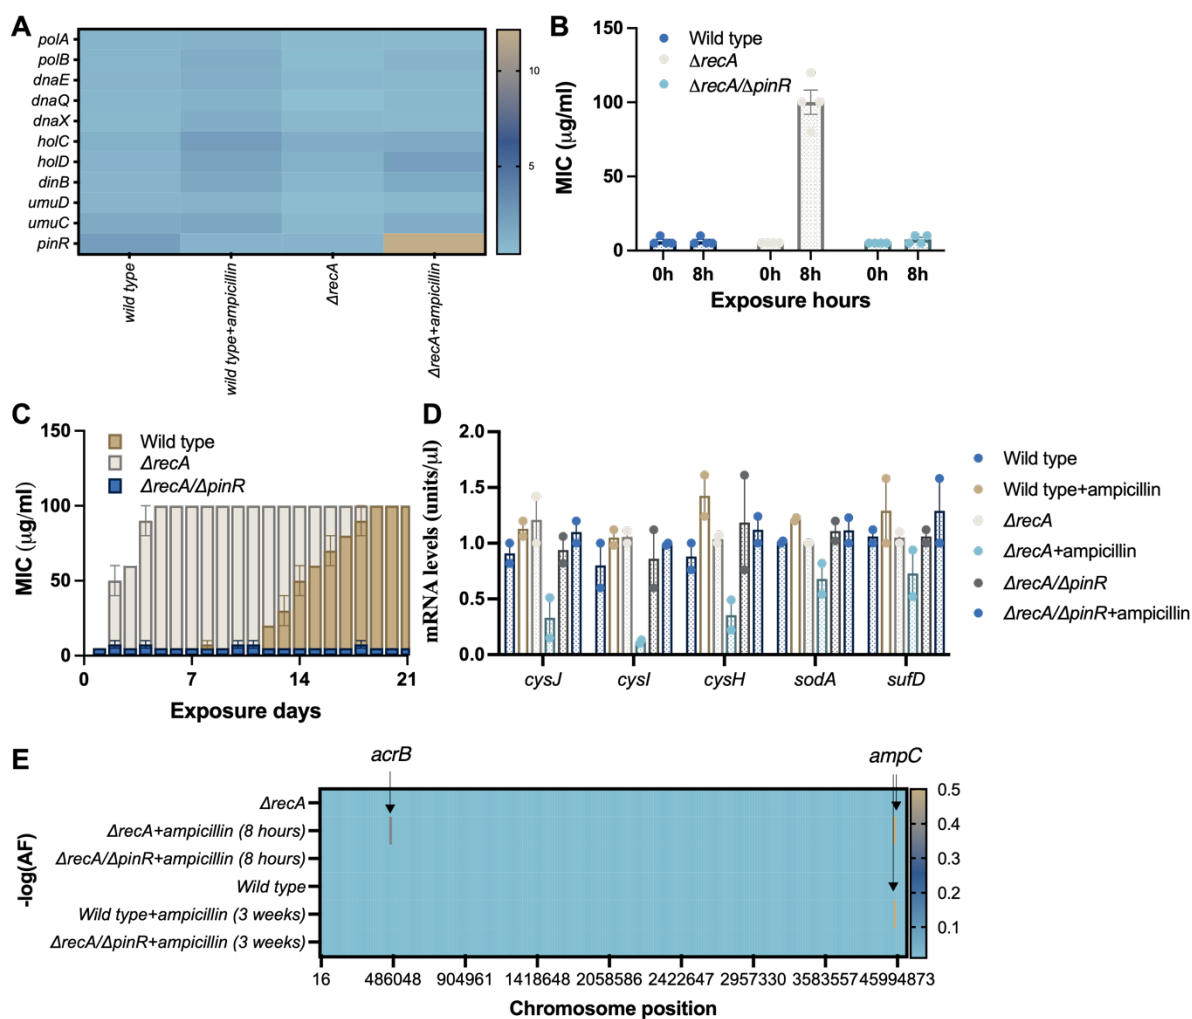 A
polA
polB
dnaE
dnaQ
dnaX
holC
holD
dinB
umuD
umuC
pinR
10
5
wild type
wild type+ampicillin
ΔrecA
ΔrecA+ampicillin
B
MIC (μg/ml)
150
100
50
0
Wild type
ΔrecA
ΔrecA/ΔpinR
0h 8h 0h 8h 0h 8h
Exposure hours
C
MIC (μg/ml)
150
100
50
0
Wild type
ΔrecA
ΔrecA/ΔpinR
0 7 14 21
Exposure days
D
mRNA levels (units/μl)
2.0
1.5
1.0
0.5
0.0
cysJ cysI cysH sodA sufD
Wild type
Wild type+ampicillin
ΔrecA
ΔrecA+ampicillin
ΔrecA/ΔpinR
ΔrecA/ΔpinR+ampicillin
E
acrB ampC
-log(AF)
ΔrecA
ΔrecA+ampicillin (8 hours)
ΔrecA/ΔpinR+ampicillin (8 hours)
Wild type
Wild type+ampicillin (3 weeks)
ΔrecA/ΔpinR+ampicillin (3 weeks)
0.5
0.4
0.3
0.2
0.1
16 486048 904961 1418648 2058586 2422647 2957330 3583557 45994873
Chromosome position